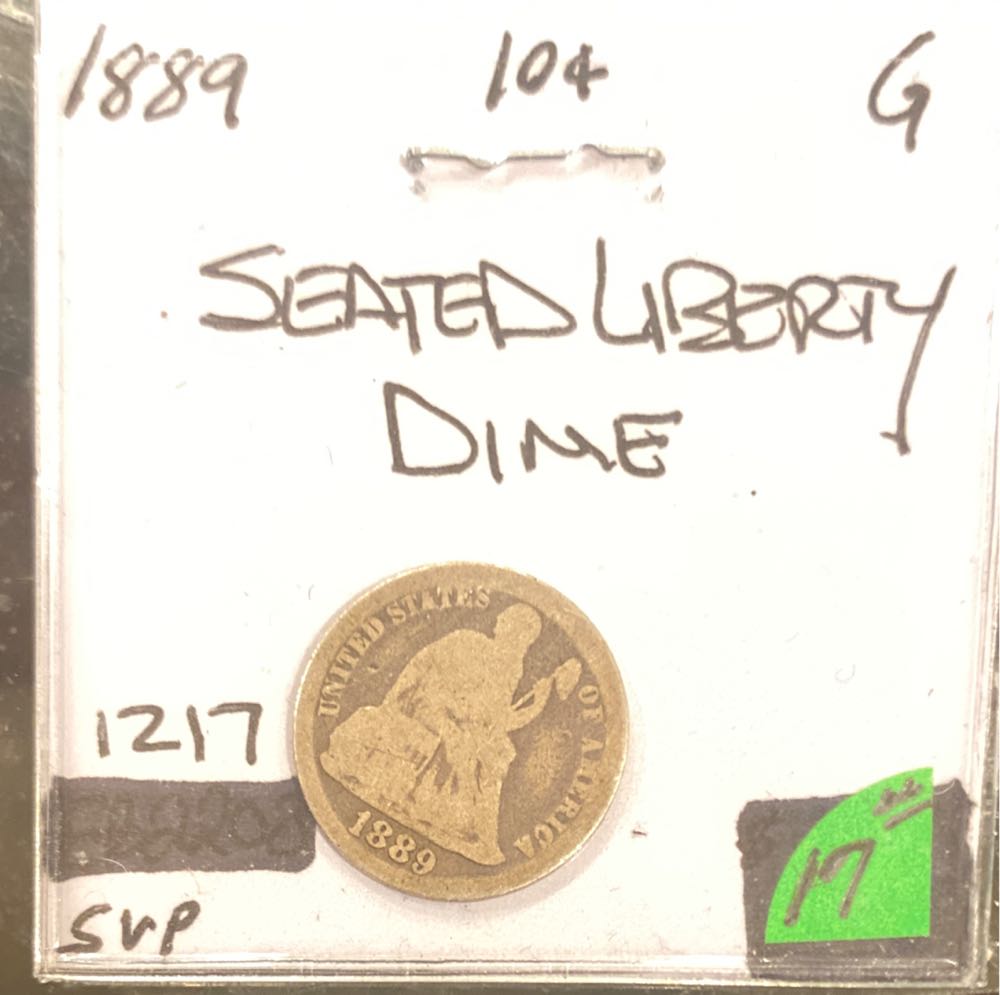 1889 10¢ G
SEATED LIBERTY
DIME
UNITED STATES OF AMERICA
1889
1217
17
SVP